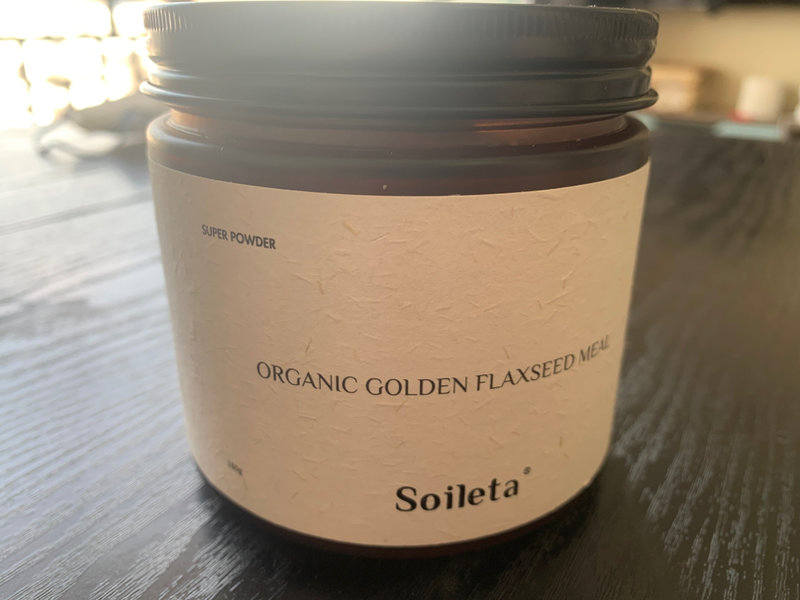 SUPER POWDER
ORGANIC GOLDEN FLAXSEED MEAL
Soileta®